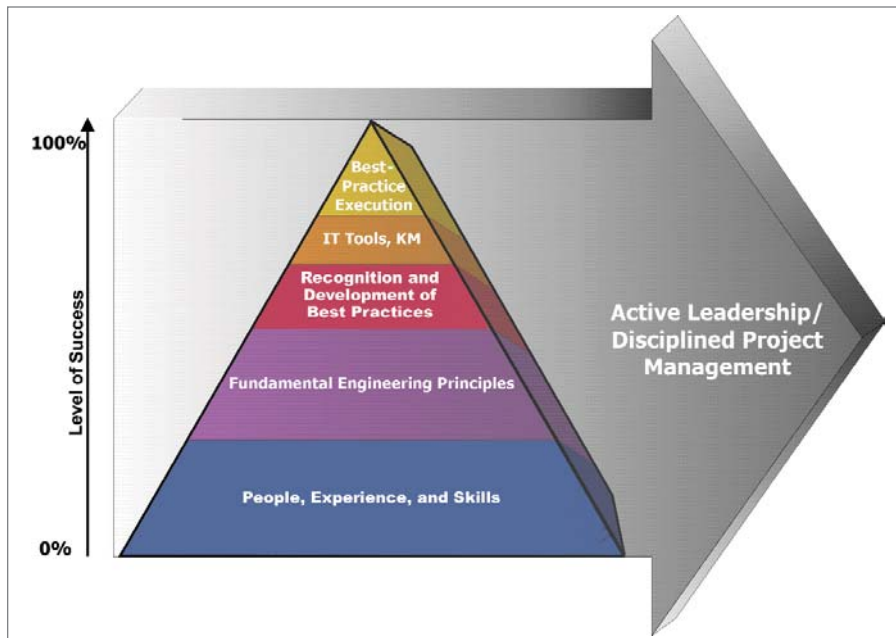 100%
Level of Success
0%
Best-
Practice
Execution
IT Tools, KM
Recognition and
Development of
Best Practices
Fundamental Engineering Principles
People, Experience, and Skills
Active Leadership/
Disciplined Project
Management